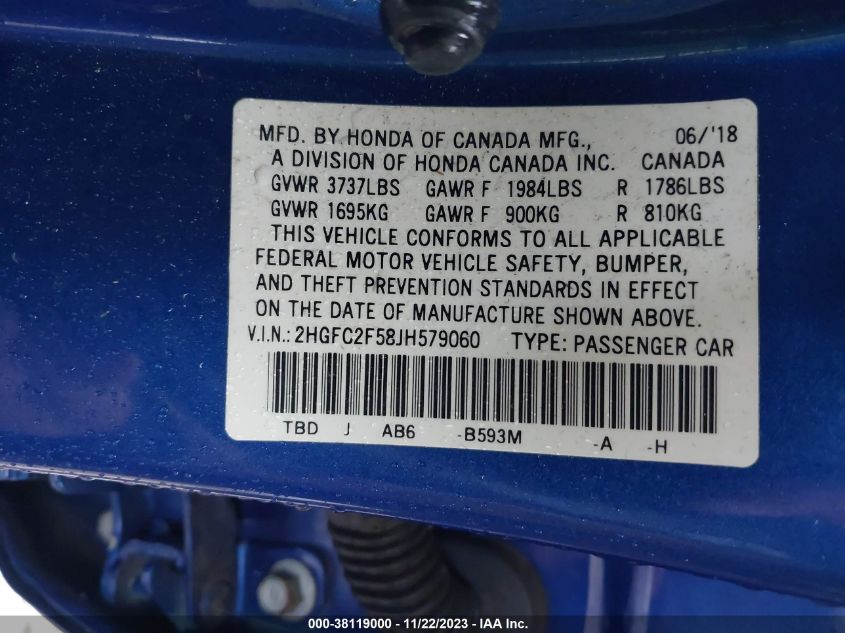 MFD. BY HONDA OF CANADA MFG., 06/'18
A DIVISION OF HONDA CANADA INC. CANADA
GVWR 3737LBS GAWR F 1984LBS R 1786LBS
GVWR 1695KG GAWR F 900KG R 810KG
THIS VEHICLE CONFORMS TO ALL APPLICABLE
FEDERAL MOTOR VEHICLE SAFETY, BUMPER,
AND THEFT PREVENTION STANDARDS IN EFFECT
ON THE DATE OF MANUFACTURE SHOWN ABOVE.
V.I.N.: 2HGFC2F58JH579060 TYPE: PASSENGER CAR
TBD J AB6 -B593M -A -H
000-38119000 - 11/22/2023 - IAA Inc.